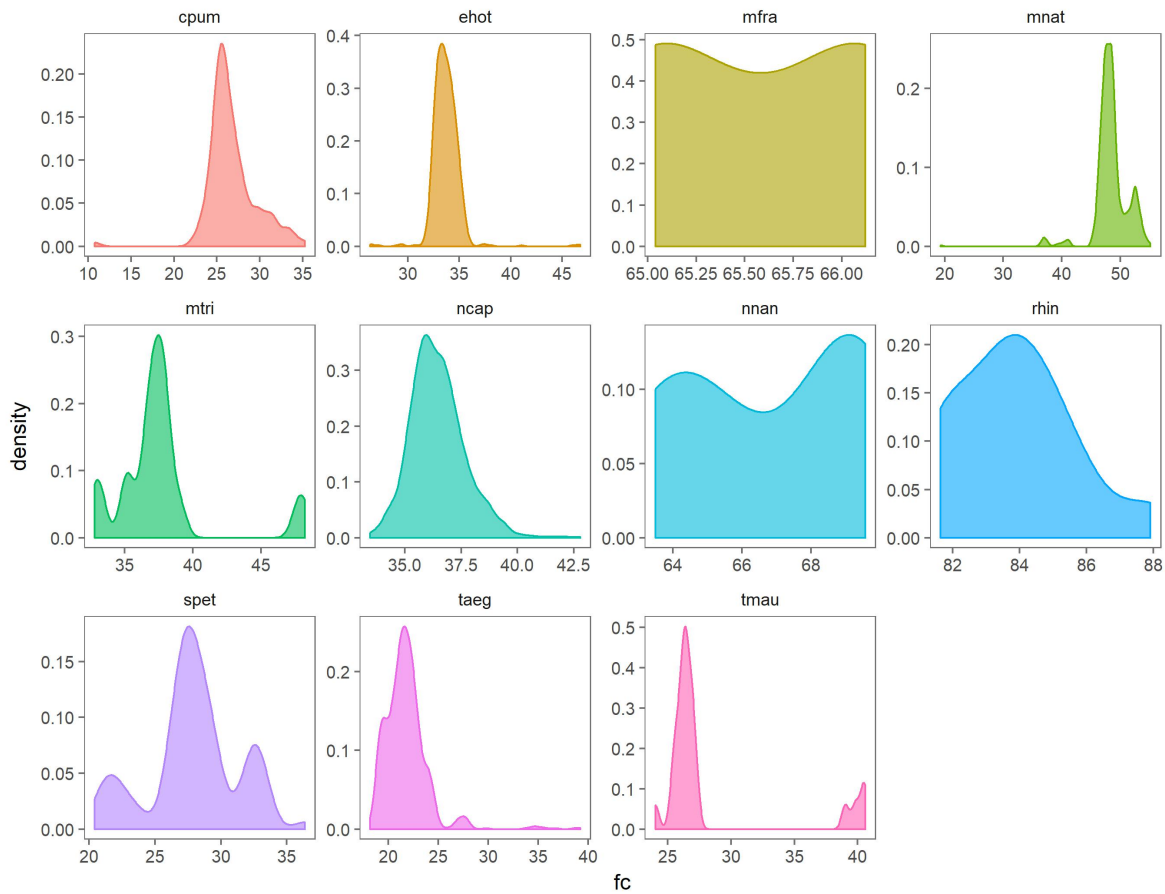 cpum ehot mfra mnat
0.20 0.15 0.10 0.05 0.00
10 15 20 25 30 35
0.4 0.3 0.2 0.1 0.0
30 35 40 45
0.5 0.4 0.3 0.2 0.1 0.0
65.00 65.25 65.50 65.75 66.00
0.2 0.1 0.0
20 30 40 50
mtri ncap nnan rhin
0.3 0.2 0.1 0.0
35 40 45
0.3 0.2 0.1 0.0
35.0 37.5 40.0 42.5
0.10 0.05 0.00
64 66 68
0.20 0.15 0.10 0.05 0.00
82 84 86 88
density
spet taeg tmau
0.15 0.10 0.05 0.00
20 25 30 35
0.2 0.1 0.0
20 25 30 35 40
0.5 0.4 0.3 0.2 0.1 0.0
25 30 35 40
fc